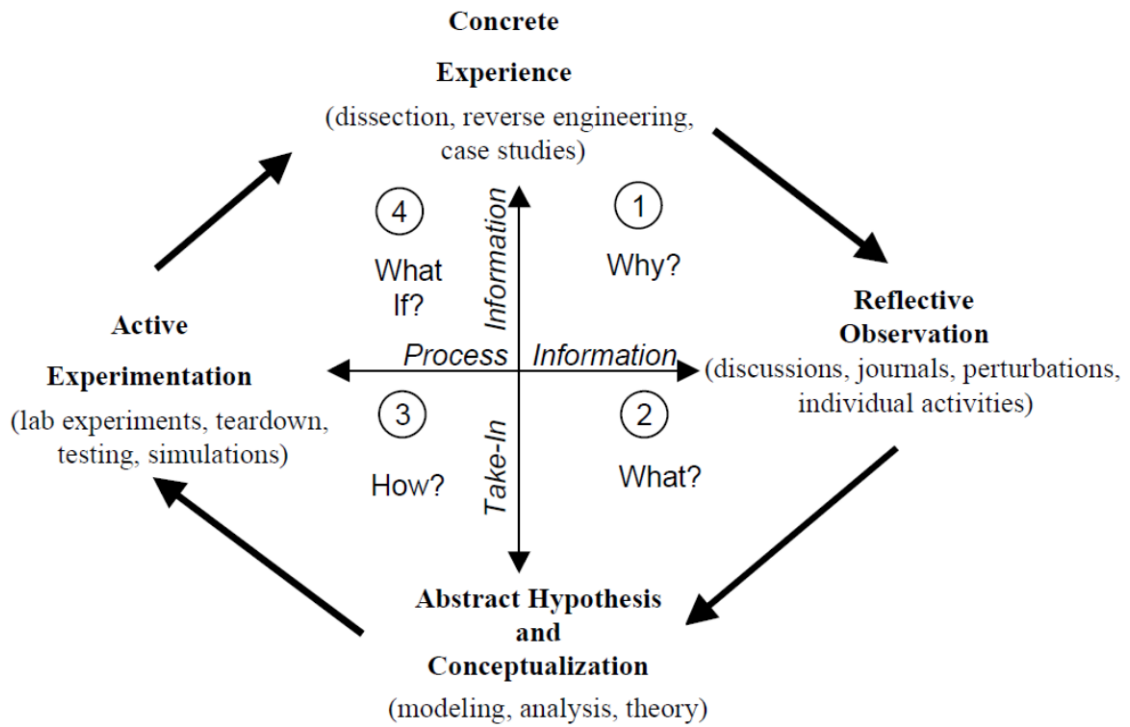 Concrete
Experience
(dissection, reverse engineering,
case studies)
4
What
If?
1
Why?
Information
Take-In
Process Information
3
How?
2
What?
Reflective
Observation
(discussions, journals, perturbations,
individual activities)
Abstract Hypothesis
and
Conceptualization
(modeling, analysis, theory)
Active
Experimentation
(lab experiments, teardown,
testing, simulations)